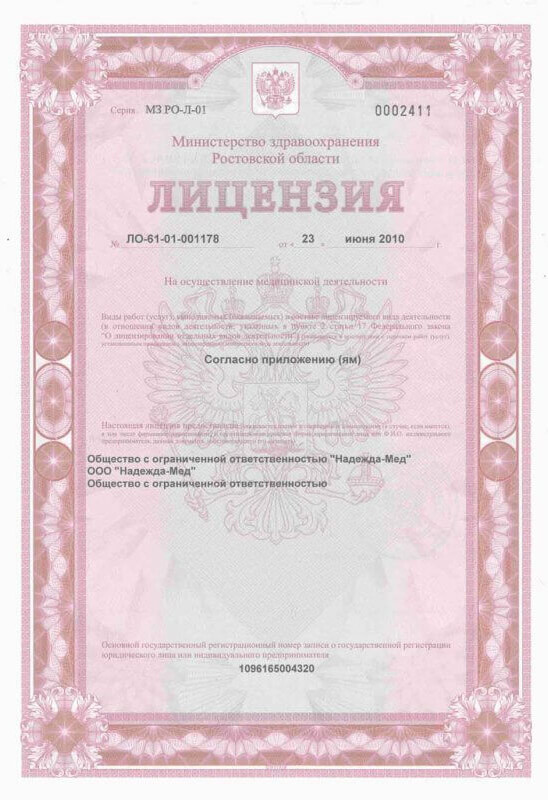 Серия МЗ РО-Л-01 0002411
Министерство здравоохранения
Ростовской области
ЛИЦЕНЗИЯ
№ ЛО-61-01-001178 от « 23 » июня 2010 г
На осуществление медицинской деятельности
Виды работ (услуг), выполняемых (оказываемых) в составе лицензируемого вида деятельности
(в отношении видов деятельности, указанных в пункте 2 статьи 17 Федерального закона
"О лицензировании отдельных видов деятельности")
Согласно приложению (ям)
Настоящая лицензия предоставлена
Общество с ограниченной ответственностью "Надежда-Мед"
ООО "Надежда-Мед"
Общество с ограниченной ответственностью
Основной государственный регистрационный номер записи о государственной регистрации
юридического лица или индивидуального предпринимателя
1096165004320